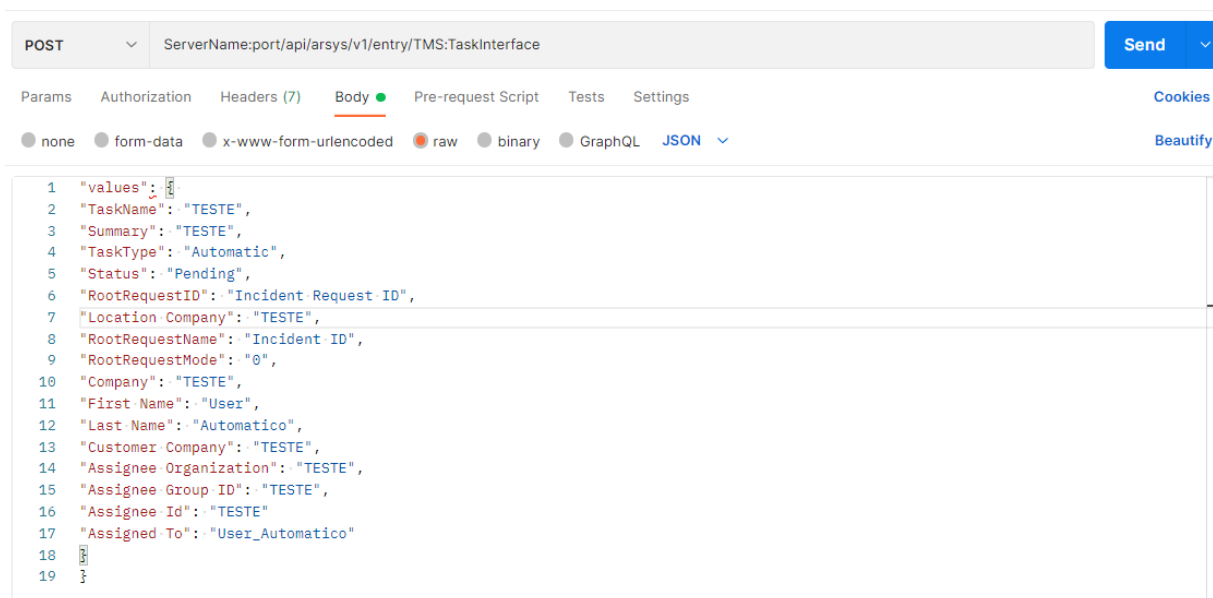 POST ServerName:port/api/arsys/v1/entry/TMS:TaskInterface Send
Params Authorization Headers (7) Body Pre-request Script Tests Settings Cookies
none form-data x-www-form-urlencoded raw binary GraphQL JSON Beautify
1 "values": {
2 "TaskName": "TESTE",
3 "Summary": "TESTE",
4 "TaskType": "Automatic",
5 "Status": "Pending",
6 "RootRequestID": "Incident Request ID",
7 "Location Company": "TESTE",
8 "RootRequestName": "Incident ID",
9 "RootRequestMode": "0",
10 "Company": "TESTE",
11 "First Name": "User",
12 "Last Name": "Automatico",
13 "Customer Company": "TESTE",
14 "Assignee Organization": "TESTE",
15 "Assignee Group ID": "TESTE",
16 "Assignee Id": "TESTE"
17 "Assigned To": "User_Automatico"
18 }
19 }